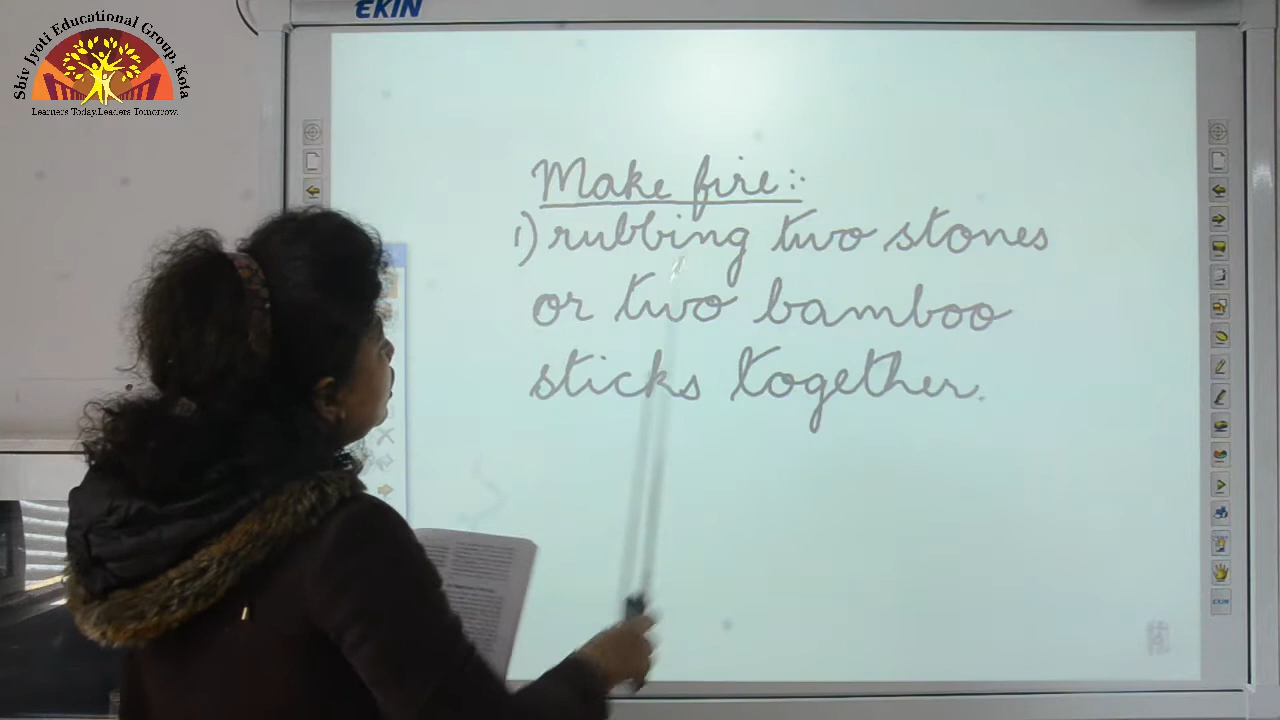 EKIN
Shiv Jyoti Educational Group, Kota
Learners Today.Leaders Tomorrow.
Make fire:-
1) rubbing two stones
or two bamboo
sticks together.
EKIN